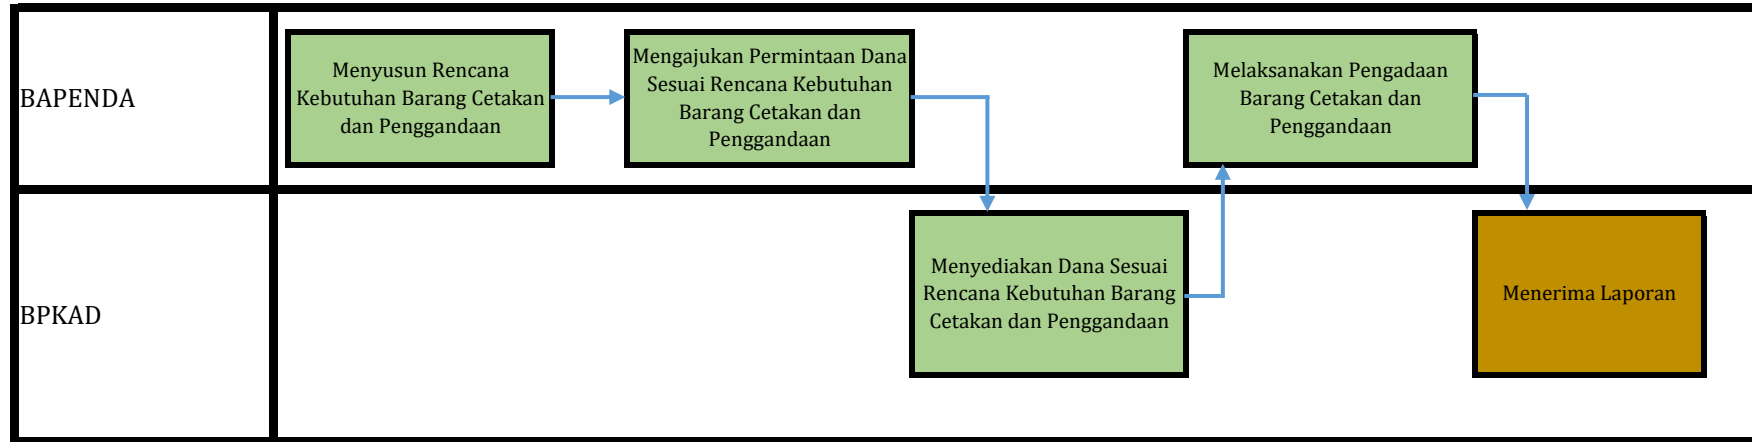 BAPENDA
Menyusun Rencana
Kebutuhan Barang Cetakan
dan Penggandaan
Mengajukan Permintaan Dana
Sesuai Rencana Kebutuhan
Barang Cetakan dan
Penggandaan
Melaksanakan Pengadaan
Barang Cetakan dan
Penggandaan
BPKAD
Menyediakan Dana Sesuai
Rencana Kebutuhan Barang
Cetakan dan Penggandaan
Menerima Laporan